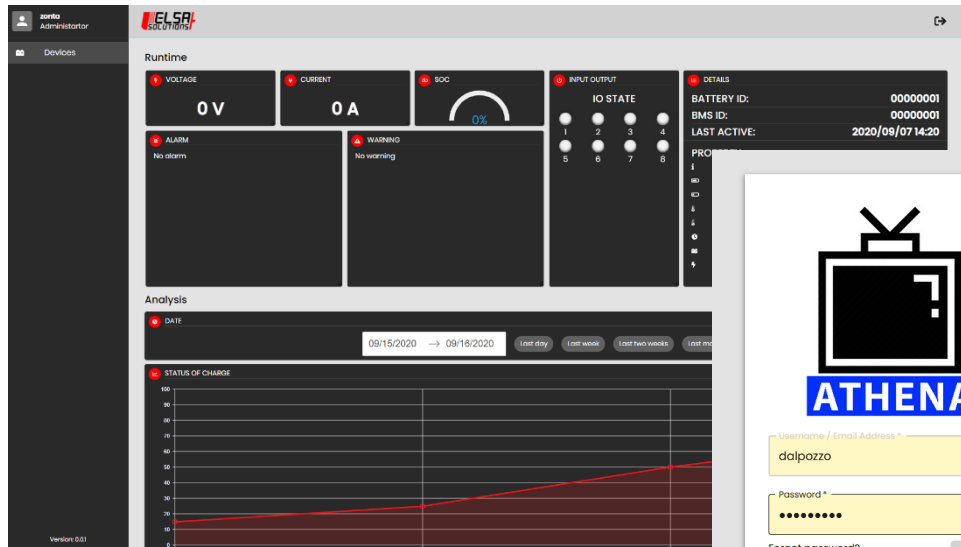 zonta
Administartor
ELSA
SOLUTIONS
Devices
Runtime
VOLTAGE
0 V
CURRENT
0 A
SOC
0%
INPUT OUTPUT
IO STATE
1 2 3 4
5 6 7 8
DETAILS
BATTERY ID: 00000001
BMS ID: 00000001
LAST ACTIVE: 2020/09/07 14:20
ALARM
No alarm
WARNING
No warning
Analysis
DATE
09/15/2020 → 09/16/2020
Last day
Last week
Last two weeks
STATUS OF CHARGE
100
90
80
70
60
50
40
30
20
10
0
Version: 0.0.1
ATHENA
Username / Email Address *
dalpozzo
Password *
•••••••••
Forgot password?